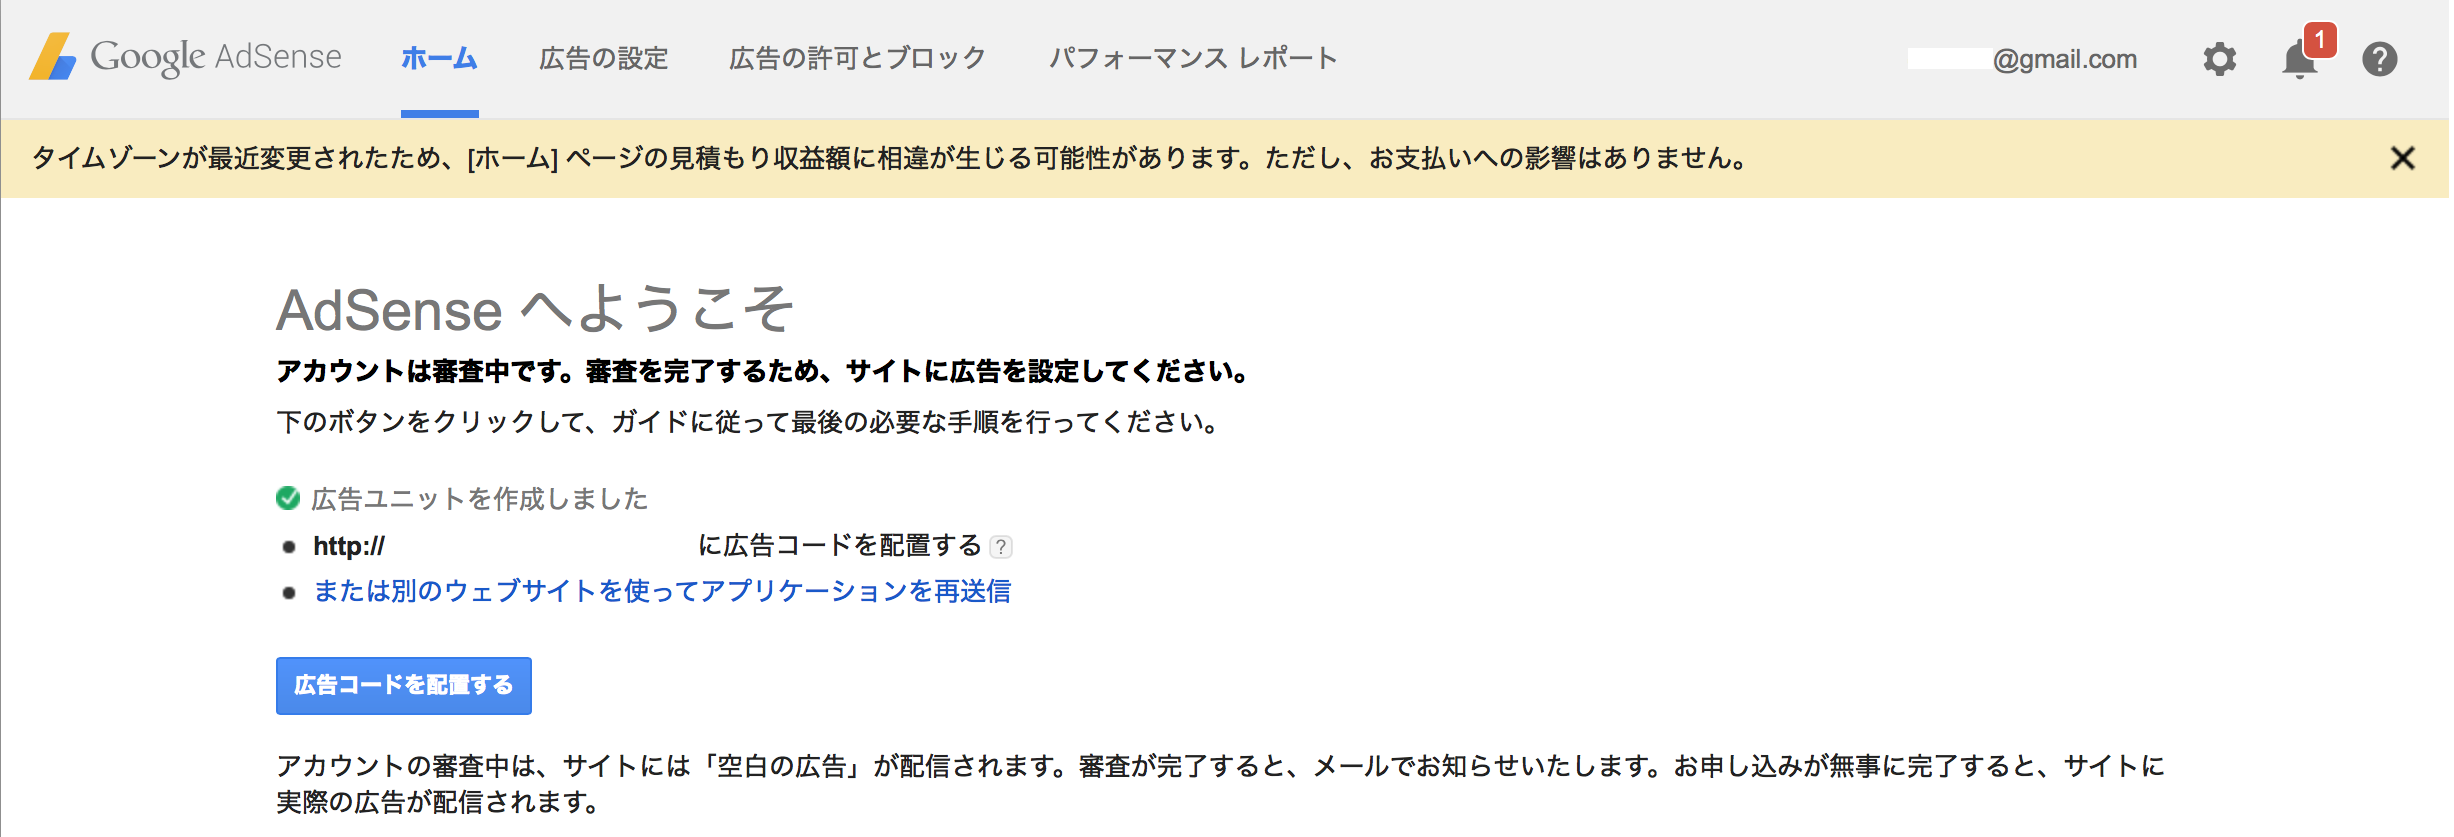 Google AdSense ホーム 広告の設定 広告の許可とブロック パフォーマンス レポート @gmail.com 1 ?
タイムゾーンが最近変更されたため、[ホーム] ページの見積もり収益額に相違が生じる可能性があります。ただし、お支払いへの影響はありません。
AdSense へようこそ
アカウントは審査中です。審査を完了するため、サイトに広告を設定してください。
下のボタンをクリックして、ガイドに従って最後の必要な手順を行ってください。
広告ユニットを作成しました
http:// に広告コードを配置する ?
または別のウェブサイトを使ってアプリケーションを再送信
広告コードを配置する
アカウントの審査中は、サイトには「空白の広告」が配信されます。審査が完了すると、メールでお知らせいたします。お申し込みが無事に完了すると、サイトに
実際の広告が配信されます。